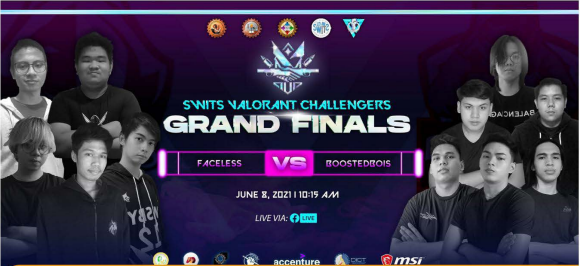 SWITS VALORANT CHALLENGERS
GRAND FINALS
FACELESS VS BOOSTEDBOIS
JUNE 8, 2021 | 10:15 AM
LIVE VIA: LIVE
accenture
DICT
msi